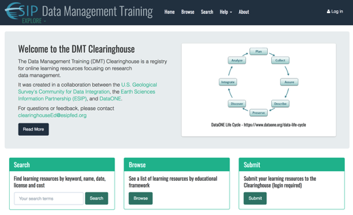 ESIP Data Management Training
EXPLORE
Home Browse Search Help About
Log in
Welcome to the DMT Clearinghouse
The Data Management Training (DMT) Clearinghouse is a registry
for online learning resources focusing on research
data management.
It was created in collaboration between the U.S. Geological
Survey's Community for Data Integration, the Earth Sciences
Information Partnership (ESIP), and DataONE.
For questions or feedback, please contact
clearinghouseEd@esipfed.org
Read More
Plan
Collect
Assure
Describe
Preserve
Discover
Integrate
Analyze
DataONE Life Cycle - https://www.dataone.org/data-life-cycle
Search
Find learning resources by keyword, name, date,
license and cost
Your search terms
Search
Browse
See a list of learning resources by educational
framework
Browse
Submit
Submit your learning resources to the
Clearinghouse (login required)
Submit